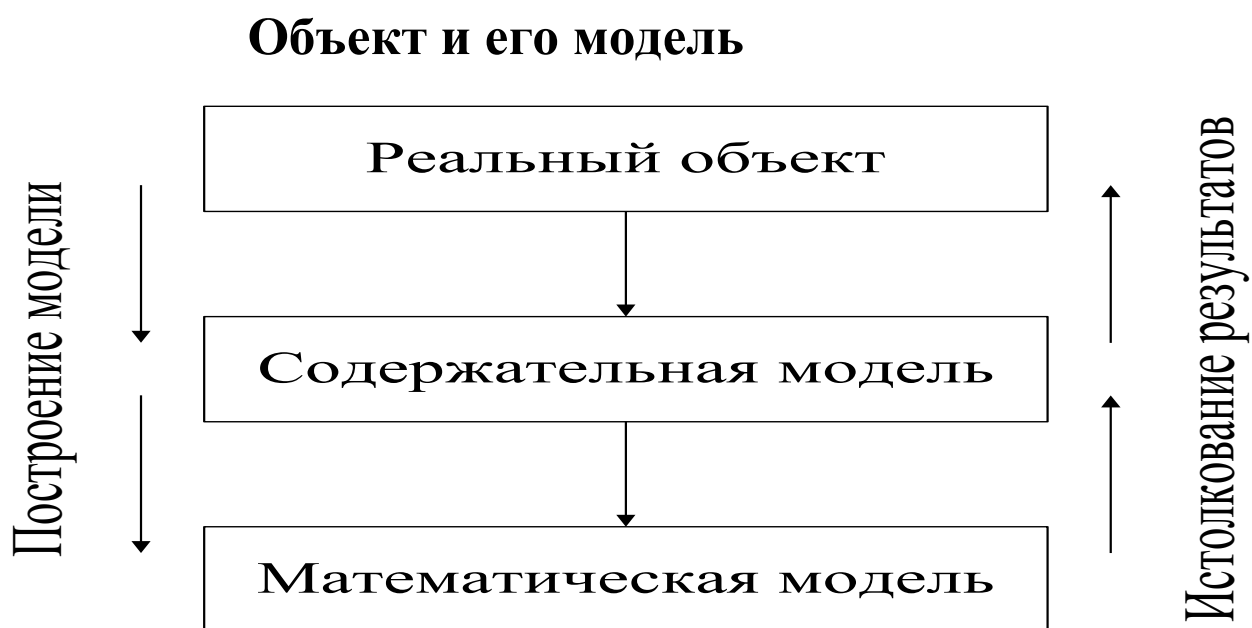 Объект и его модель
Реальный объект
Построение модели
Истолкование результатов
Содержательная модель
Математическая модель